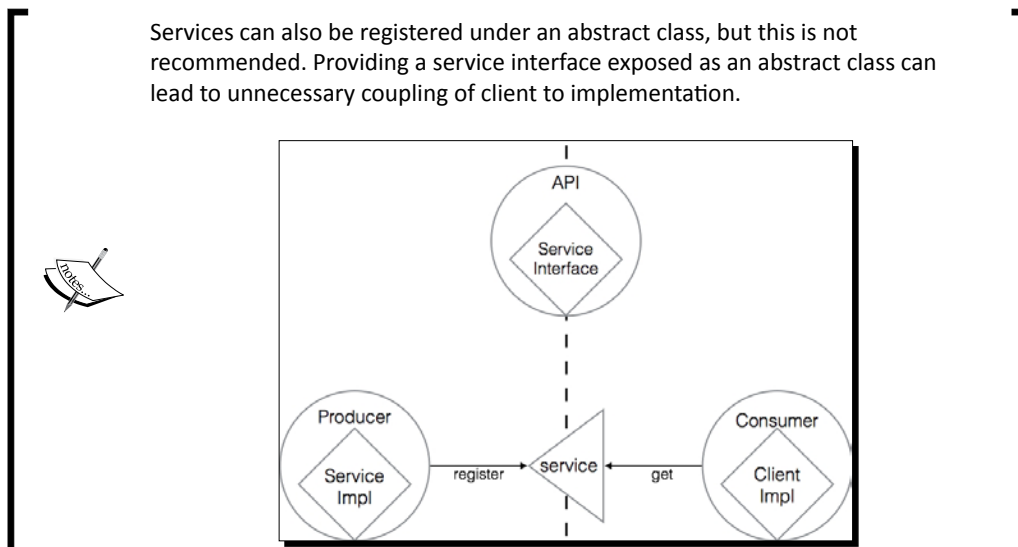 Services can also be registered under an abstract class, but this is not
recommended. Providing a service interface exposed as an abstract class can
lead to unnecessary coupling of client to implementation.
API
Service
Interface
notes...
Producer
Service
Impl
register
service
get
Consumer
Client
Impl